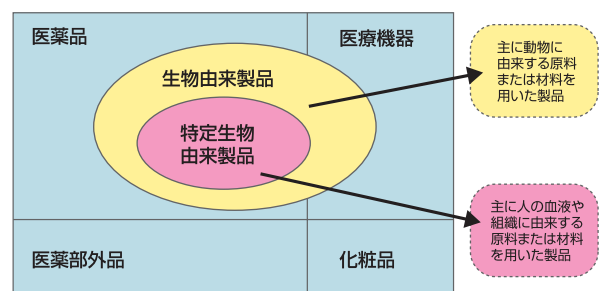 医薬品
医療機器
生物由来製品
特定生物
由来製品
医薬部外品
化粧品
主に動物に
由来する原料
または材料を
用いた製品
主に人の血液や
組織に由来する
原料または材料
を用いた製品